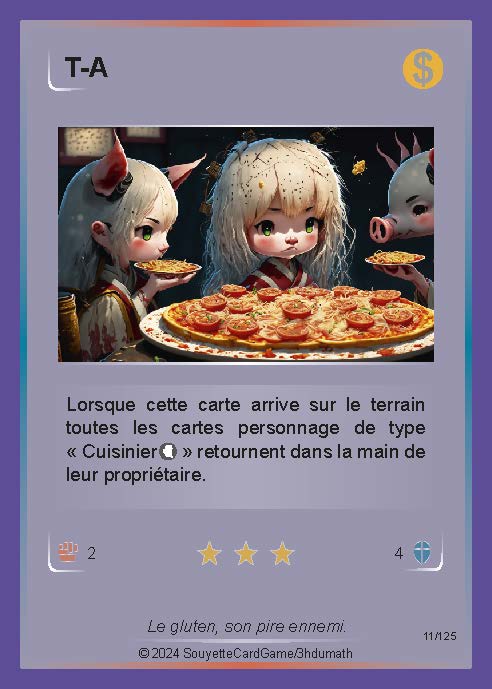 T-A
$
Lorsque cette carte arrive sur le terrain
toutes les cartes personnage de type
« Cuisinier » retournent dans la main de
leur propriétaire.
2
4
Le gluten, son pire ennemi.
11/125
© 2024 SouyetteCardGame/3hdumath